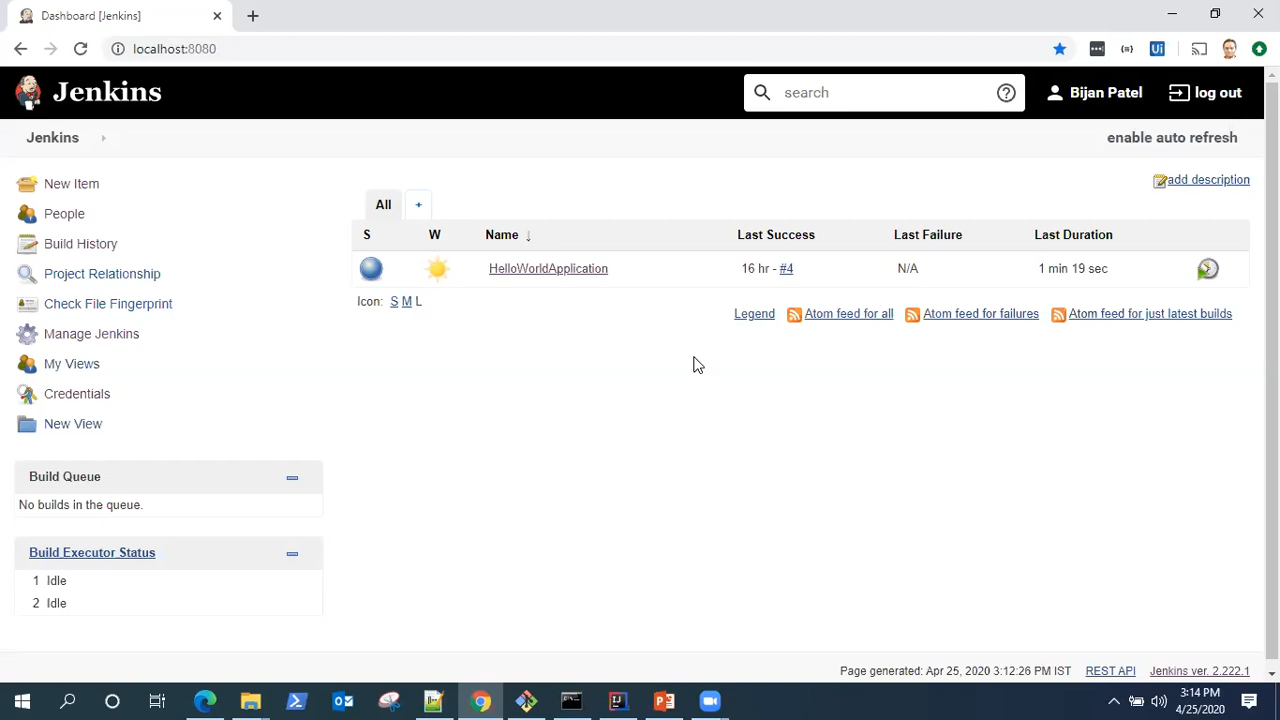 Dashboard [Jenkins]
localhost:8080
Jenkins
search
Bijan Patel
log out
Jenkins
enable auto refresh
New Item
People
Build History
Project Relationship
Check File Fingerprint
Manage Jenkins
My Views
Credentials
New View
Build Queue
No builds in the queue.
Build Executor Status
1 Idle
2 Idle
add description
All +
S W Name ↓ Last Success Last Failure Last Duration
HelloWorldApplication 16 hr - #4 N/A 1 min 19 sec
Icon: S M L
Legend Atom feed for all Atom feed for failures Atom feed for just latest builds
Page generated: Apr 25, 2020 3:12:26 PM IST REST API Jenkins ver. 2.222.1
3:14 PM
4/25/2020